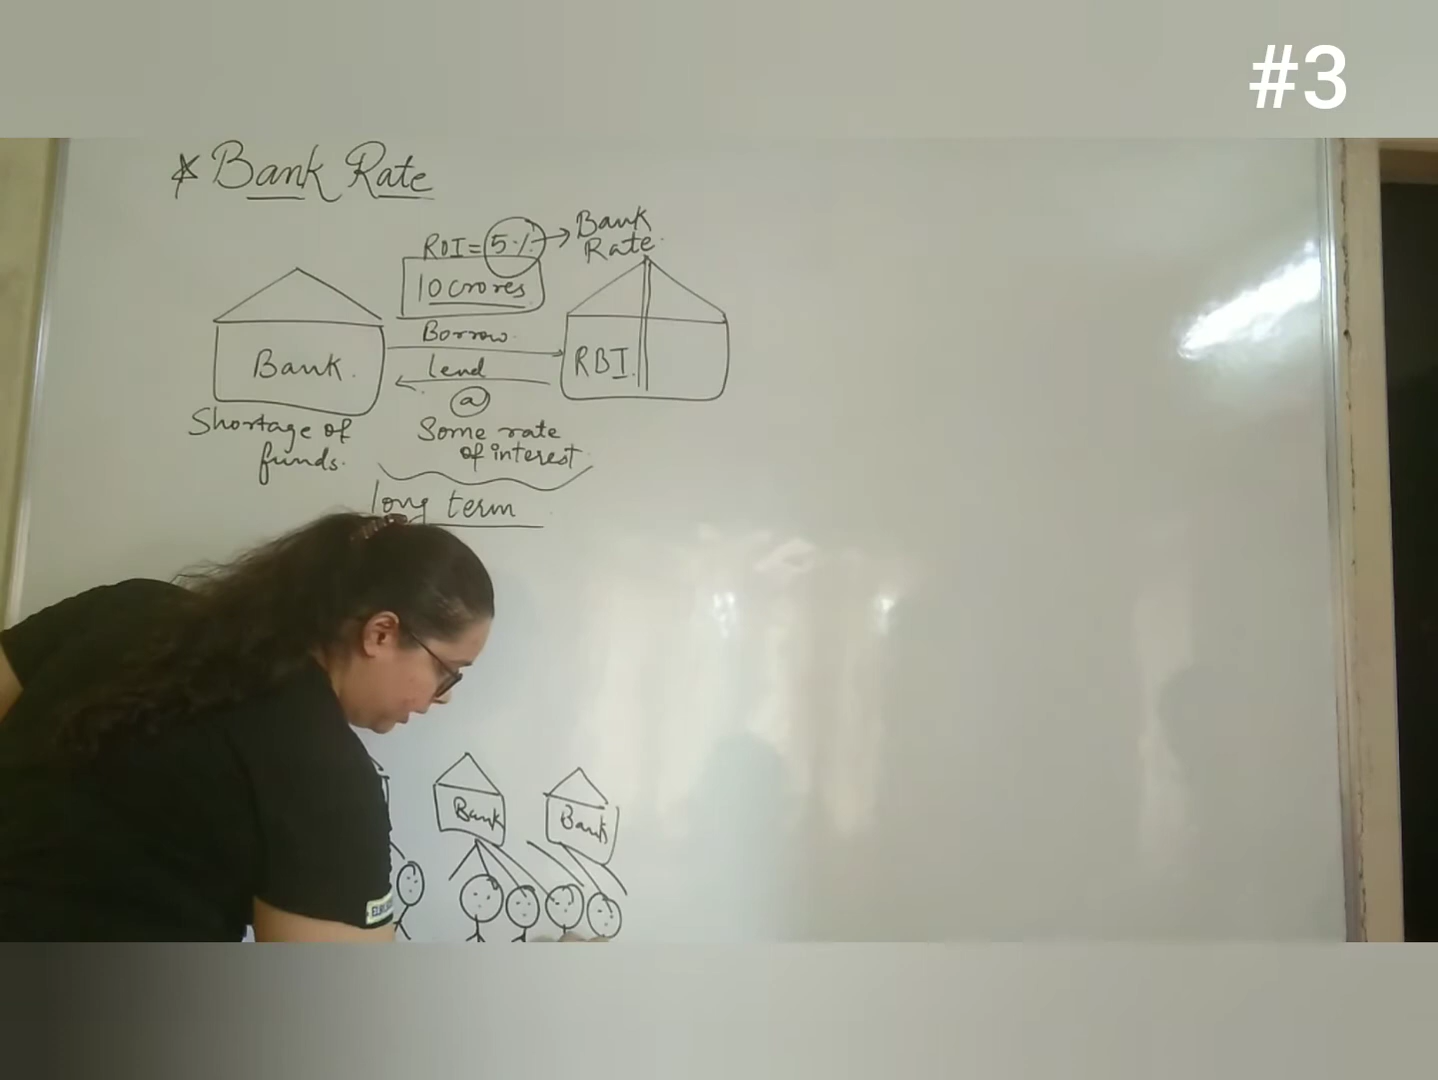 #3
* Bank Rate
ROI = 5% → Bank
Rate.
10 crores
Borrow.
Bank.
lend
RBI.
@
Shortage of
funds.
Some rate
of interest.
long term
Bank
Bank